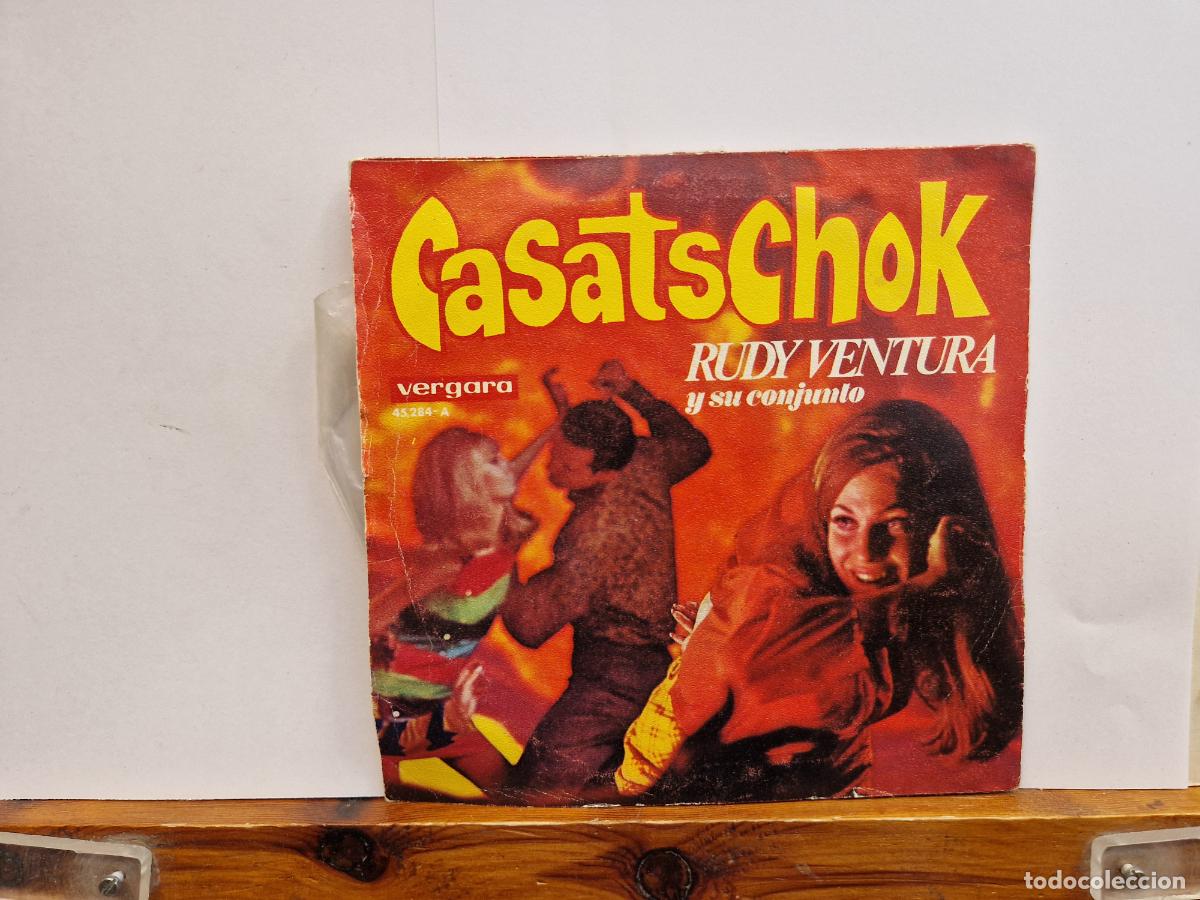 CasatsChok
RUDY VENTURA
y su conjunto
vergara
45.284-A
todocoleccion